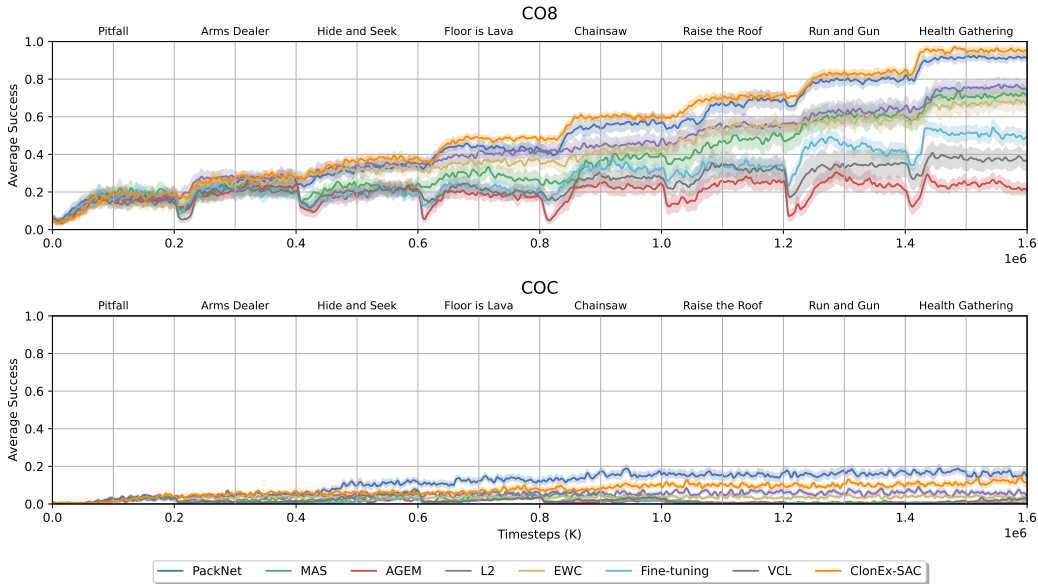 CO8
Pitfall Arms Dealer Hide and Seek Floor is Lava Chainsaw Raise the Roof Run and Gun Health Gathering
Average Success
1.0
0.8
0.6
0.4
0.2
0.0
0.0 0.2 0.4 0.6 0.8 1.0 1.2 1.4 1.6
1e6
COC
Pitfall Arms Dealer Hide and Seek Floor is Lava Chainsaw Raise the Roof Run and Gun Health Gathering
Average Success
1.0
0.8
0.6
0.4
0.2
0.0
0.0 0.2 0.4 0.6 0.8 1.0 1.2 1.4 1.6
Timesteps (K)
1e6
PackNet MAS AGEM L2 EWC Fine-tuning VCL ClonEx-SAC